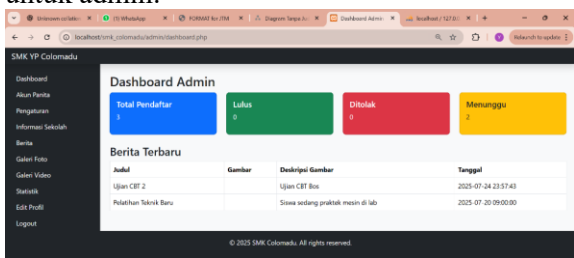 untuk admin.
(1) WhatsApp
FORMAT for JTM
Diagram Tanpa
Dashboard Admin
localhost / 127.0.
localhost/smk_colomadu/admin/dashboard.php
Relaunch to update
SMK YP Colomadu
Dashboard
Akun Panita
Pengaturan
Informasi Sekolah
Berita
Galeri Foto
Galeri Video
Statistik
Edit Profil
Logout
Dashboard Admin
Total Pendaftar
3
Lulus
0
Ditolak
0
Menunggu
2
Berita Terbaru
Judul Gambar Deskripsi Gambar Tanggal
Ujian CBT 2 Ujian CBT Bos 2025-07-24 23:57:43
Pelatihan Teknik Baru Siswa sedang praktek mesin di lab 2025-07-20 09:00:00
© 2025 SMK Colomadu. All rights reserved.